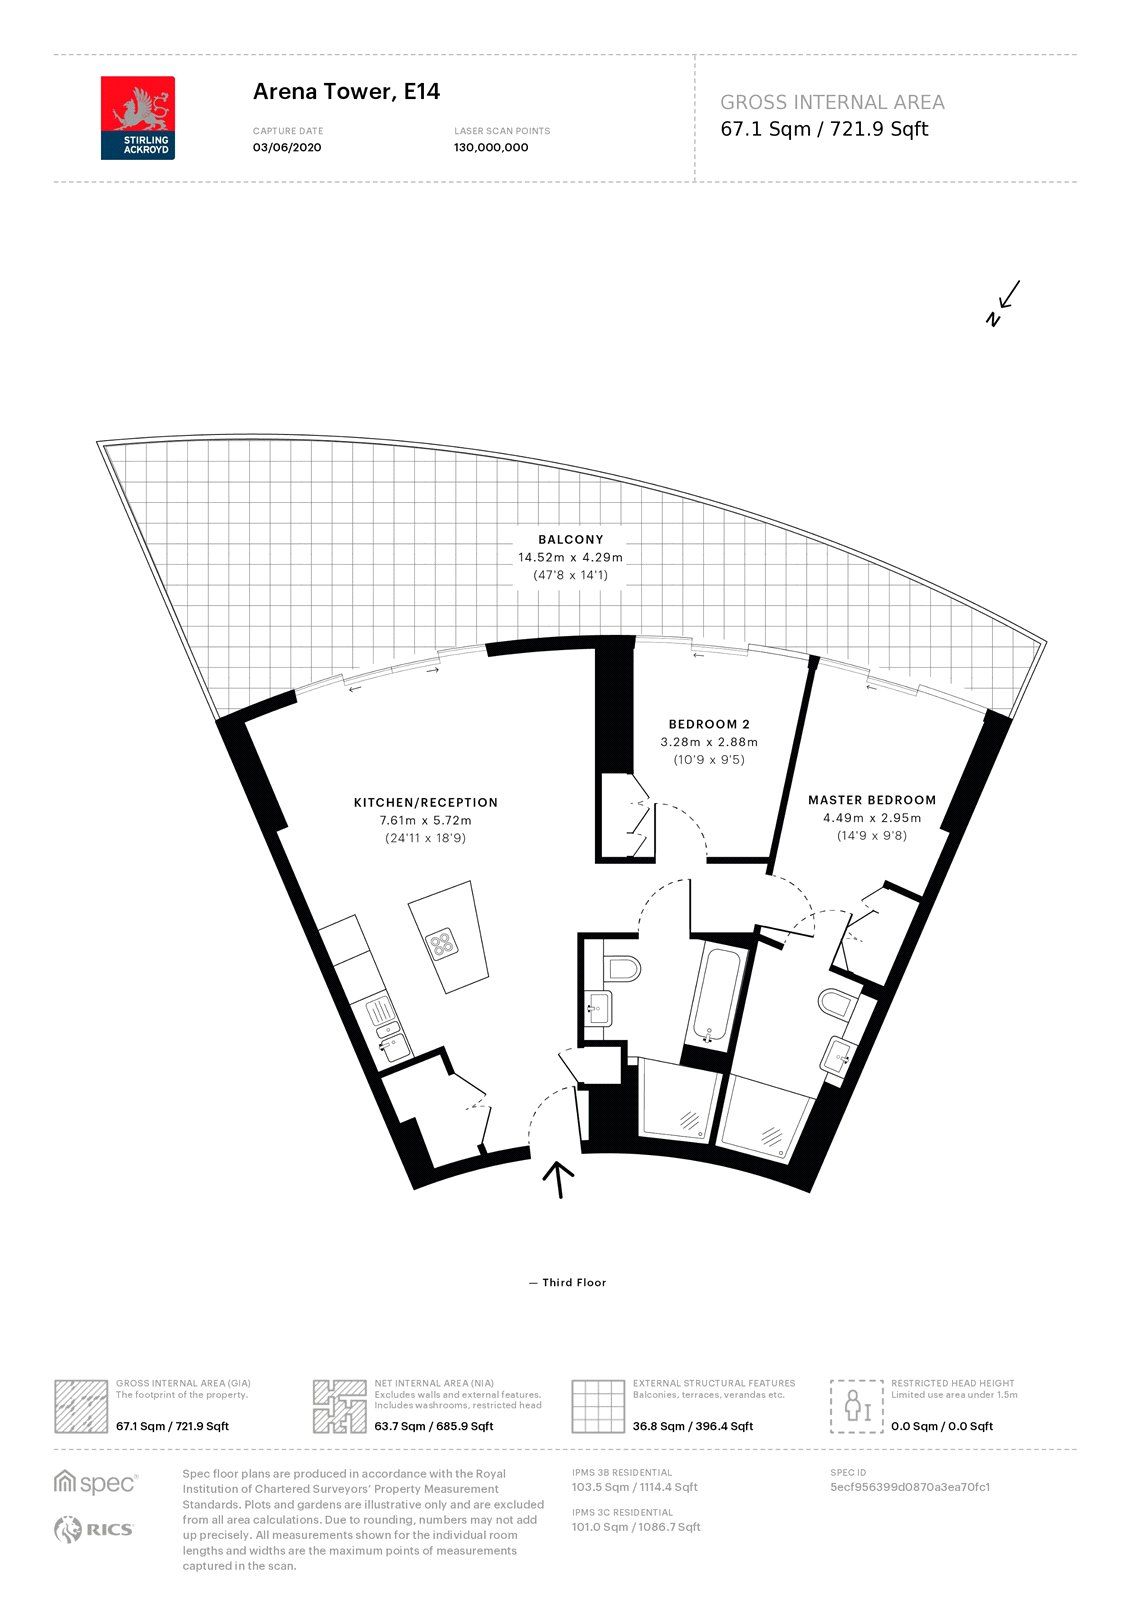 STIRLING
ACKROYD
Arena Tower, E14
CAPTURE DATE
03/06/2020
LASER SCAN POINTS
130,000,000
GROSS INTERNAL AREA
67.1 Sqm / 721.9 Sqft
N
BALCONY
14.52m x 4.29m
(47'8 x 14'1)
BEDROOM 2
3.28m x 2.88m
(10'9 x 9'5)
KITCHEN/RECEPTION
7.61m x 5.72m
(24'11 x 18'9)
MASTER BEDROOM
4.49m x 2.95m
(14'9 x 9'8)
— Third Floor
GROSS INTERNAL AREA (GIA)
The footprint of the property.
67.1 Sqm / 721.9 Sqft
NET INTERNAL AREA (NIA)
Excludes walls and external features.
Includes washrooms, restricted head
63.7 Sqm / 685.9 Sqft
EXTERNAL STRUCTURAL FEATURES
Balconies, terraces, verandas etc.
36.8 Sqm / 396.4 Sqft
RESTRICTED HEAD HEIGHT
Limited use area under 1.5m
0.0 Sqm / 0.0 Sqft
spec®
RICS
Spec floor plans are produced in accordance with the Royal
Institution of Chartered Surveyors' Property Measurement
Standards. Plots and gardens are illustrative only and are excluded
from all area calculations. Due to rounding, numbers may not add
up precisely. All measurements shown for the individual room
lengths and widths are the maximum points of measurements
captured in the scan.
IPMS 3B RESIDENTIAL
103.5 Sqm / 1114.4 Sqft
IPMS 3C RESIDENTIAL
101.0 Sqm / 1086.7 Sqft
SPEC ID
5ecf956399d0870a3ea70fc1